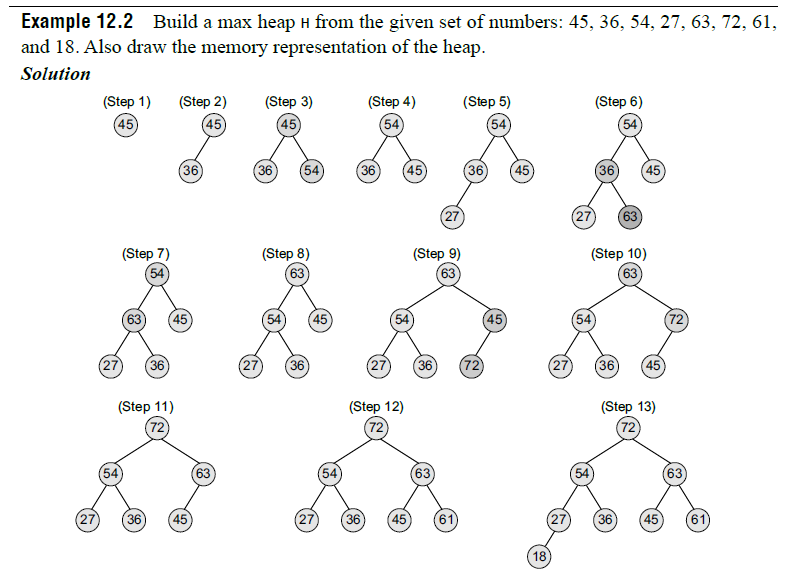 Example 12.2 Build a max heap H from the given set of numbers: 45, 36, 54, 27, 63, 72, 61,
and 18. Also draw the memory representation of the heap.
Solution
(Step 1) (Step 2) (Step 3) (Step 4) (Step 5) (Step 6)
45 45 45 54 54 54
36 36 54 36 45 36 45 36 45
27 27 63
(Step 7) (Step 8) (Step 9) (Step 10)
54 63 63 63
63 45 54 45 54 45 54 72
27 36 27 36 27 36 72 27 36 45
(Step 11) (Step 12) (Step 13)
72 72 72
54 63 54 63 54 63
27 36 45 27 36 45 61 27 36 45 61
18